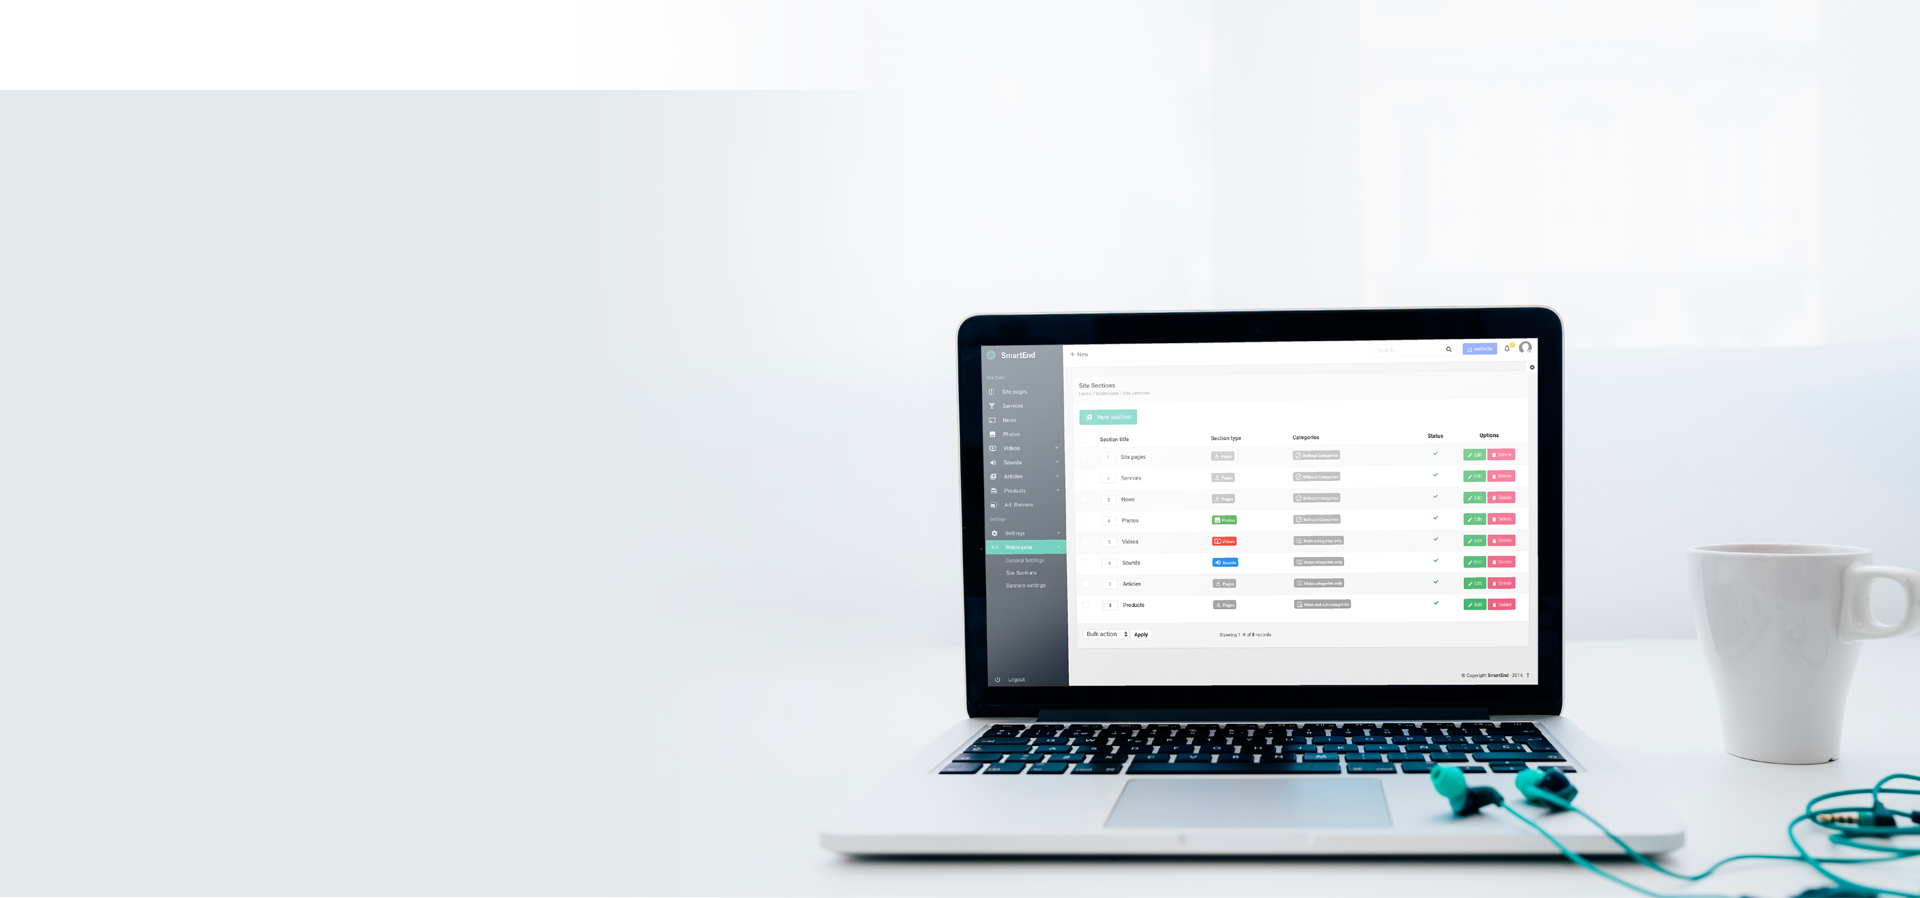 SmartEnd
Site pages
Services
News
Photos
Videos
Sounds
Articles
Products
Ad. Banners
Settings
Settings
Webmaster
General Settings
Site Sections
Banners settings
Logout
+ New
Search...
website
Site Sections
Home / Webmaster / Site sections
New section
Section title Section type Categories Status Options
1 Site pages Pages Without Categories Edit Delete
2 Services Pages Without Categories Edit Delete
3 News Pages Without Categories Edit Delete
4 Photos Photos Without Categories Edit Delete
5 Videos Videos Main categories only Edit Delete
6 Sounds Sounds Main categories only Edit Delete
7 Articles Pages Main categories only Edit Delete
8 Products Pages Main and sub categories Edit Delete
Bulk action Apply Showing 1 -8 of 8 records
© Copyright SmartEnd - 2016